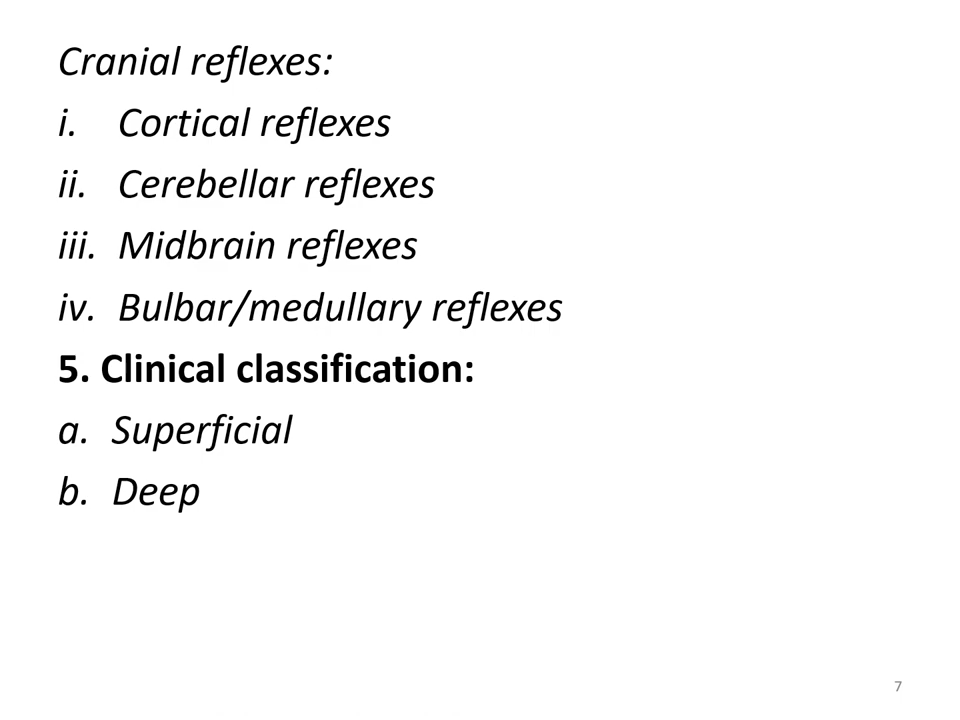 Cranial reflexes:
i. Cortical reflexes
ii. Cerebellar reflexes
iii. Midbrain reflexes
iv. Bulbar/medullary reflexes
5. Clinical classification:
a. Superficial
b. Deep
7